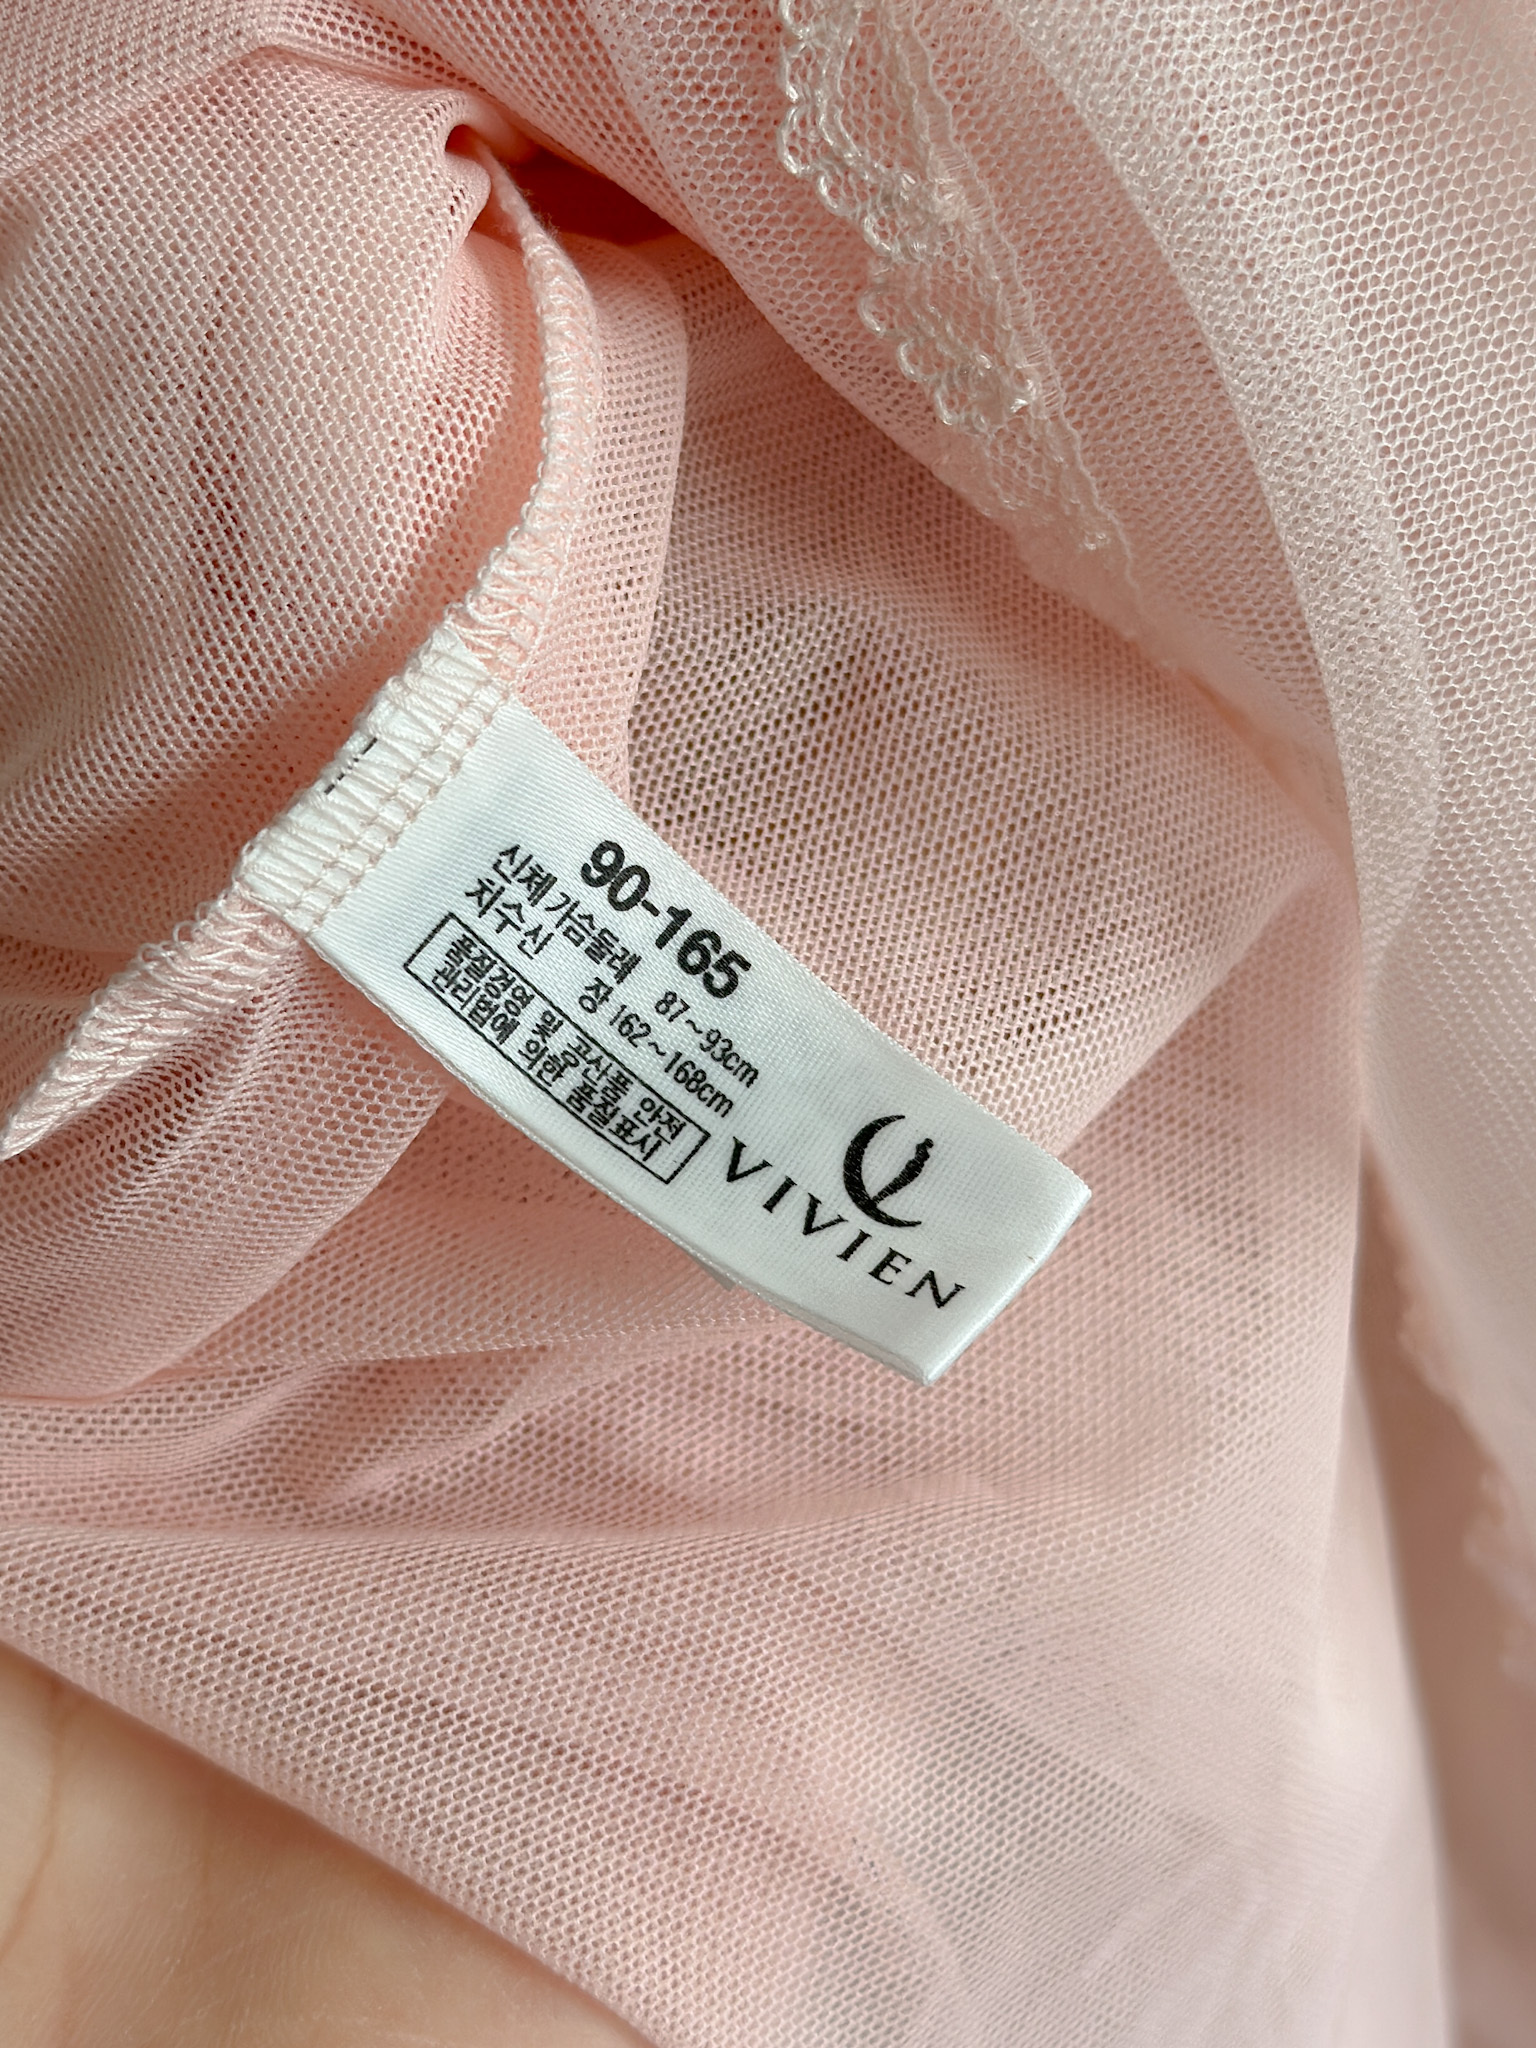 90-165
신체 가슴둘레 87~93cm
치수 신 장 162~168cm
품질경영 및 공산품 안전
관리법에 의한 품질표시
VIVIEN